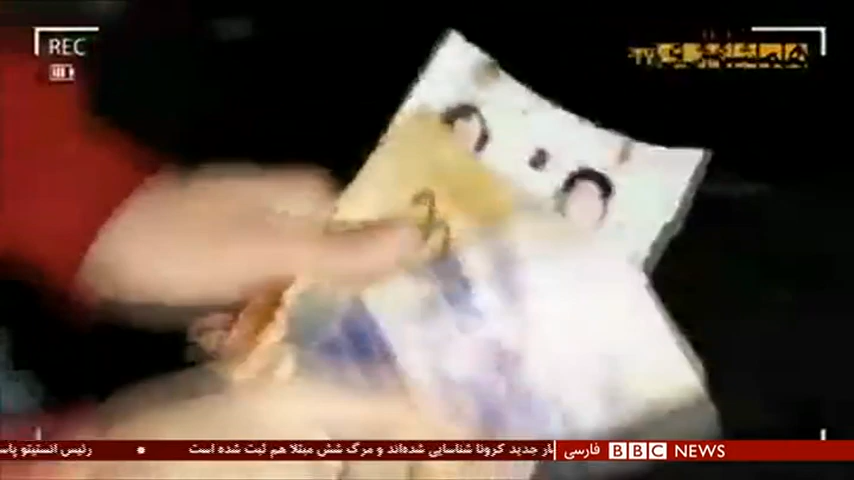 REC
رئیس انستیتو پاس
ار جدید کرونا شناسایی شده‌اند و مرگ شش مبتلا هم ثبت شده است
BBC NEWS فارسی